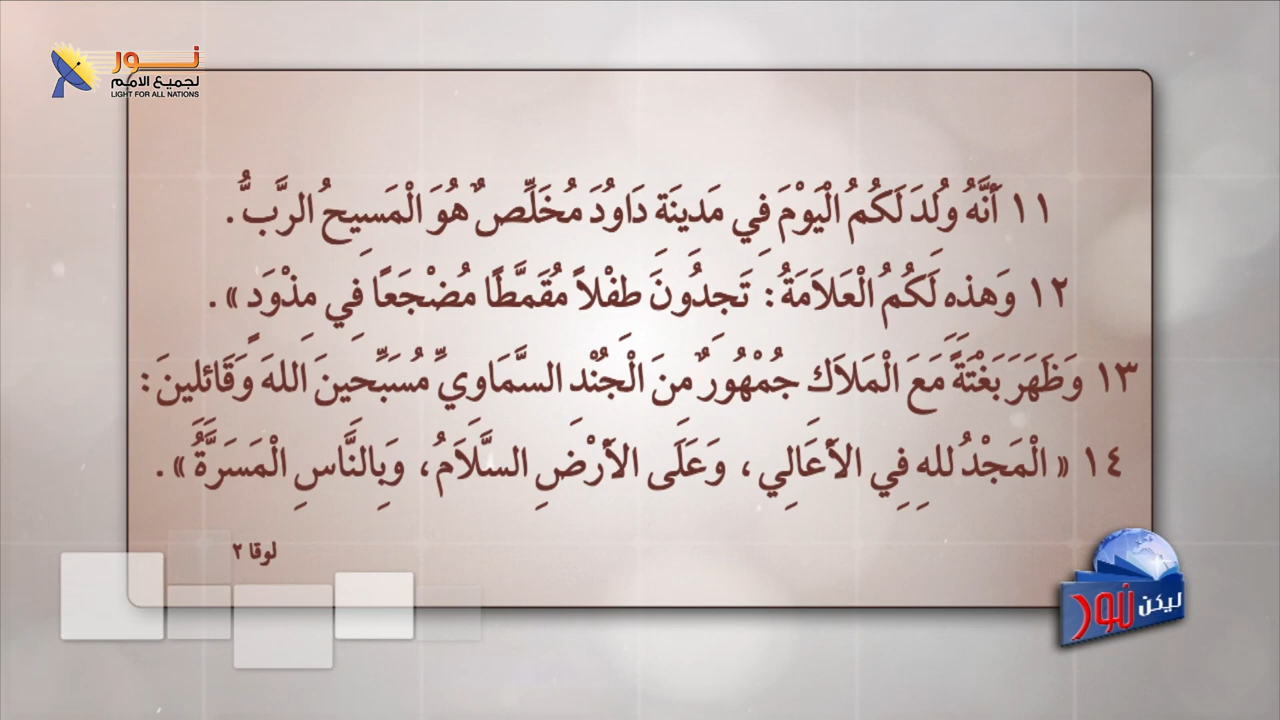 نور
لجميع الامم
LIGHT FOR ALL NATIONS
١١ أَنَّهُ وُلِدَ لَكُمُ الْيَوْمَ فِي مَدِينَةِ دَاوُدَ مُخَلِّصٌ هُوَ الْمَسِيحُ الرَّبُّ.
١٢ وَهذِهِ لَكُمُ الْعَلاَمَةُ: تَجِدُونَ طِفْلاً مُقَمَّطًا مُضْجَعًا فِي مِذْوَدٍ».
١٣ وَظَهَرَ بَغْتَةً مَعَ الْمَلاَكِ جُمْهُورٌ مِنَ الْجُنْدِ السَّمَاوِيِّ مُسَبِّحِينَ اللهَ وَقَائِلِينَ:
١٤ «الْمَجْدُ لِلهِ فِي الأَعَالِي، وَعَلَى الأَرْضِ السَّلاَمُ، وَبِالنَّاسِ الْمَسَرَّةُ».
لوقا ٢
ليكن نور